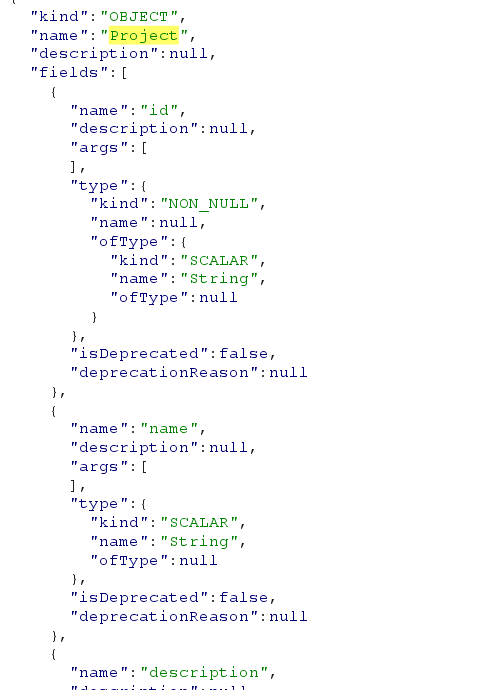 {
"kind":"OBJECT",
"name":"Project",
"description":null,
"fields":[
{
"name":"id",
"description":null,
"args":[
],
"type":{
"kind":"NON_NULL",
"name":null,
"ofType":{
"kind":"SCALAR",
"name":"String",
"ofType":null
}
},
"isDeprecated":false,
"deprecationReason":null
},
{
"name":"name",
"description":null,
"args":[
],
"type":{
"kind":"SCALAR",
"name":"String",
"ofType":null
},
"isDeprecated":false,
"deprecationReason":null
},
{
"name":"description",
"description":null,